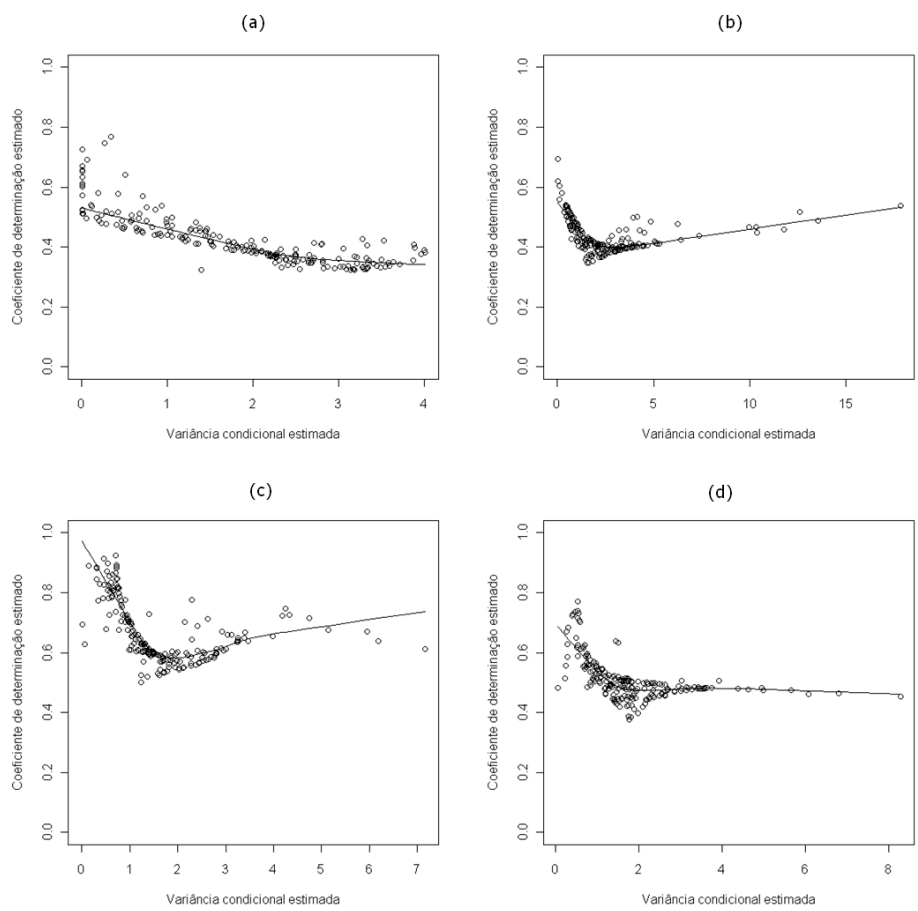 (a)
Coeficiente de determinação estimado
1.0
0.8
0.6
0.4
0.2
0.0
0 1 2 3 4
Variância condicional estimada
(b)
Coeficiente de determinação estimado
1.0
0.8
0.6
0.4
0.2
0.0
0 5 10 15
Variância condicional estimada
(c)
Coeficiente de determinação estimado
1.0
0.8
0.6
0.4
0.2
0.0
0 1 2 3 4 5 6 7
Variância condicional estimada
(d)
Coeficiente de determinação estimado
1.0
0.8
0.6
0.4
0.2
0.0
0 2 4 6 8
Variância condicional estimada